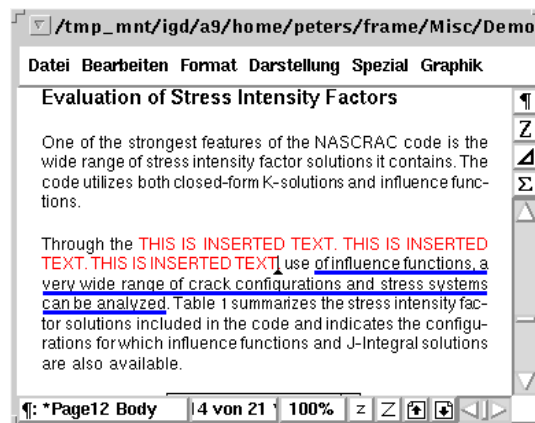 /tmp_mnt/igd/a9/home/peters/frame/Misc/Demo
Datei Bearbeiten Format Darstellung Spezial Graphik
Evaluation of Stress Intensity Factors
One of the strongest features of the NASCRAC code is the
wide range of stress intensity factor solutions it contains. The
code utilizes both closed-form K-solutions and influence func-
tions.
Through the THIS IS INSERTED TEXT. THIS IS INSERTED
TEXT. THIS IS INSERTED TEXT. use of influence functions, a
very wide range of crack configurations and stress systems
can be analyzed. Table 1 summarizes the stress intensity fac-
tor solutions included in the code and indicates the configu-
rations for which influence functions and J-Integral solutions
are also available.
¶: *Page12 Body 14 von 21 * 100% z Z